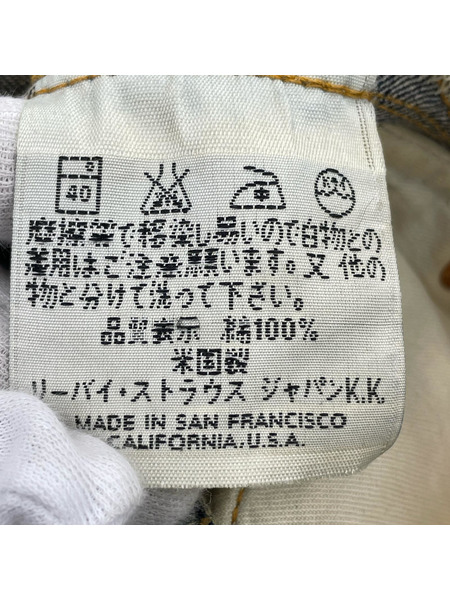 40
摩擦等で移染し易いので白物との
着用はご注意願います。又 他の
物と分けて洗って下さい。
品質表示 綿100%
米国製
リーバイ・ストラウス ジャパンK.K.
MADE IN SAN FRANCISCO
CALIFORNIA.U.S.A.